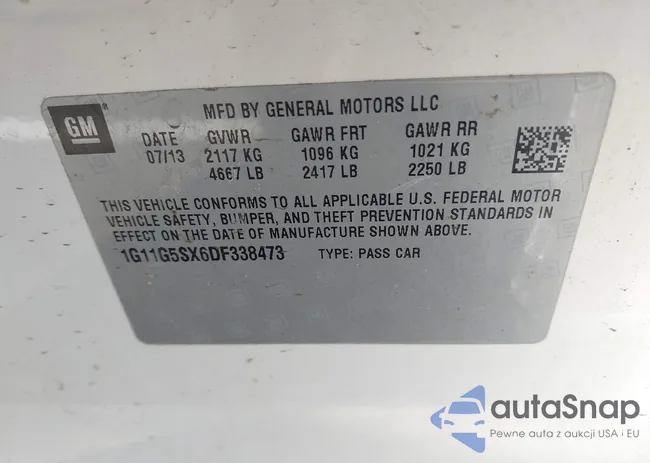 GM
MFD BY GENERAL MOTORS LLC
DATE GVWR GAWR FRT GAWR RR
07/13 2117 KG 1096 KG 1021 KG
4667 LB 2417 LB 2250 LB
THIS VEHICLE CONFORMS TO ALL APPLICABLE U.S. FEDERAL MOTOR
VEHICLE SAFETY, BUMPER, AND THEFT PREVENTION STANDARDS IN
EFFECT ON THE DATE OF MANUFACTURE SHOWN ABOVE.
1G11G5SX6DF338473 TYPE: PASS CAR
autaSnap
Pewne auta z aukcji USA i EU